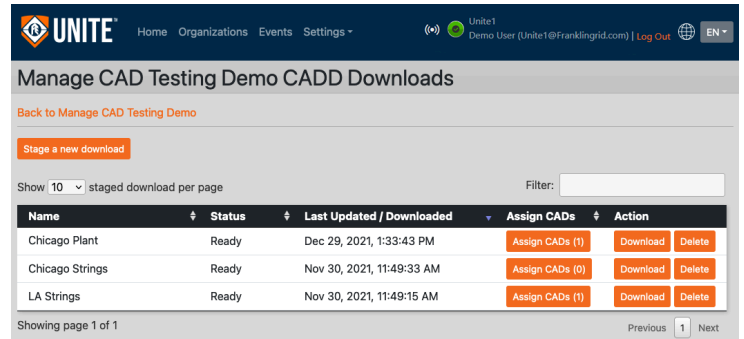 UNITE
Home Organizations Events Settings
Unite1
Demo User (Unite1@Franklingrid.com) | Log Out
EN
Manage CAD Testing Demo CADD Downloads
Back to Manage CAD Testing Demo
Stage a new download
Show 10 staged download per page
Filter:
Name Status Last Updated / Downloaded Assign CADs Action
Chicago Plant Ready Dec 29, 2021, 1:33:43 PM Assign CADs (1) Download Delete
Chicago Strings Ready Nov 30, 2021, 11:49:33 AM Assign CADs (0) Download Delete
LA Strings Ready Nov 30, 2021, 11:49:15 AM Assign CADs (1) Download Delete
Showing page 1 of 1
Previous 1 Next